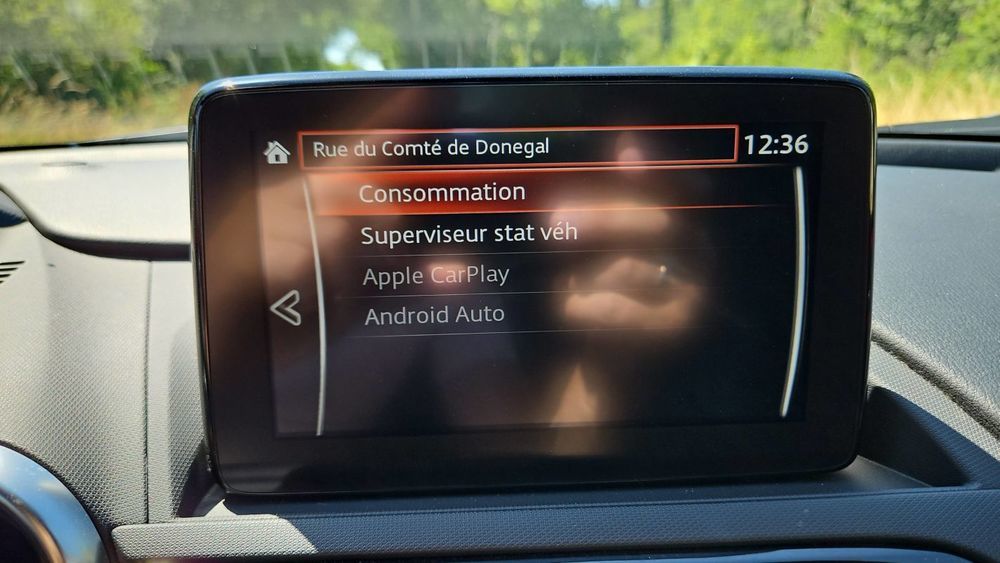 Rue du Comté de Donegal
12:36
Consommation
Superviseur stat véh
Apple CarPlay
Android Auto